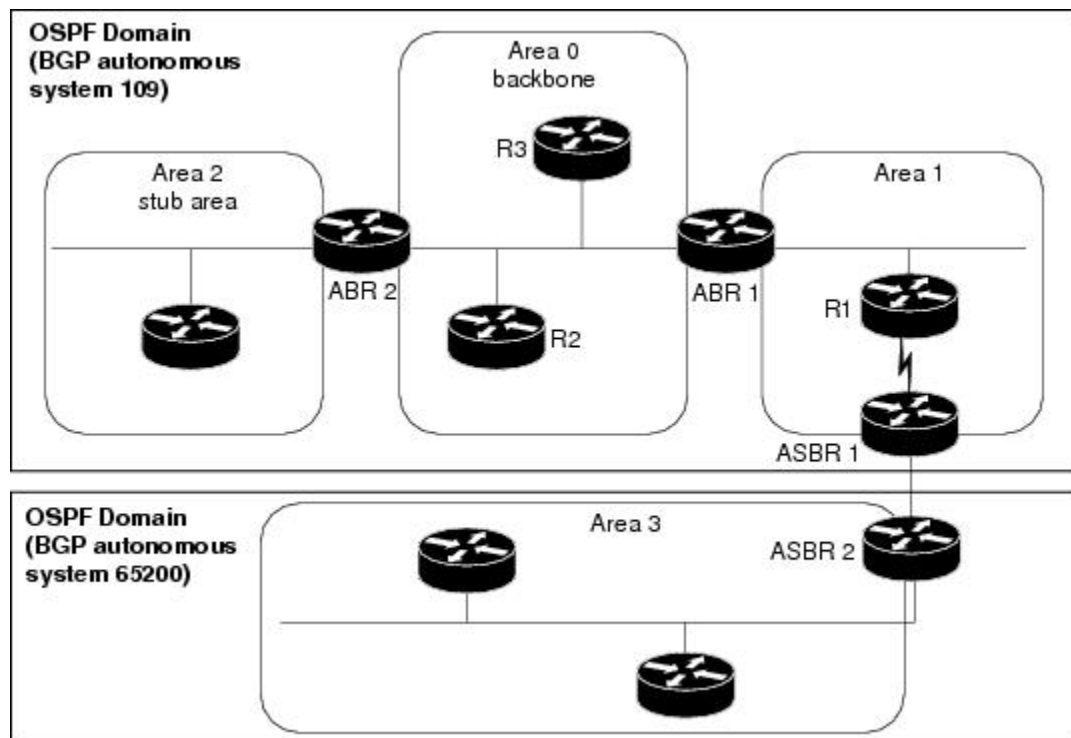 OSPF Domain
(BGP autonomous
system 109)
Area 0
backbone
R3
Area 2
stub area
Area 1
ABR 2
ABR 1
R1
R2
ASBR 1
OSPF Domain
(BGP autonomous
system 65200)
Area 3
ASBR 2